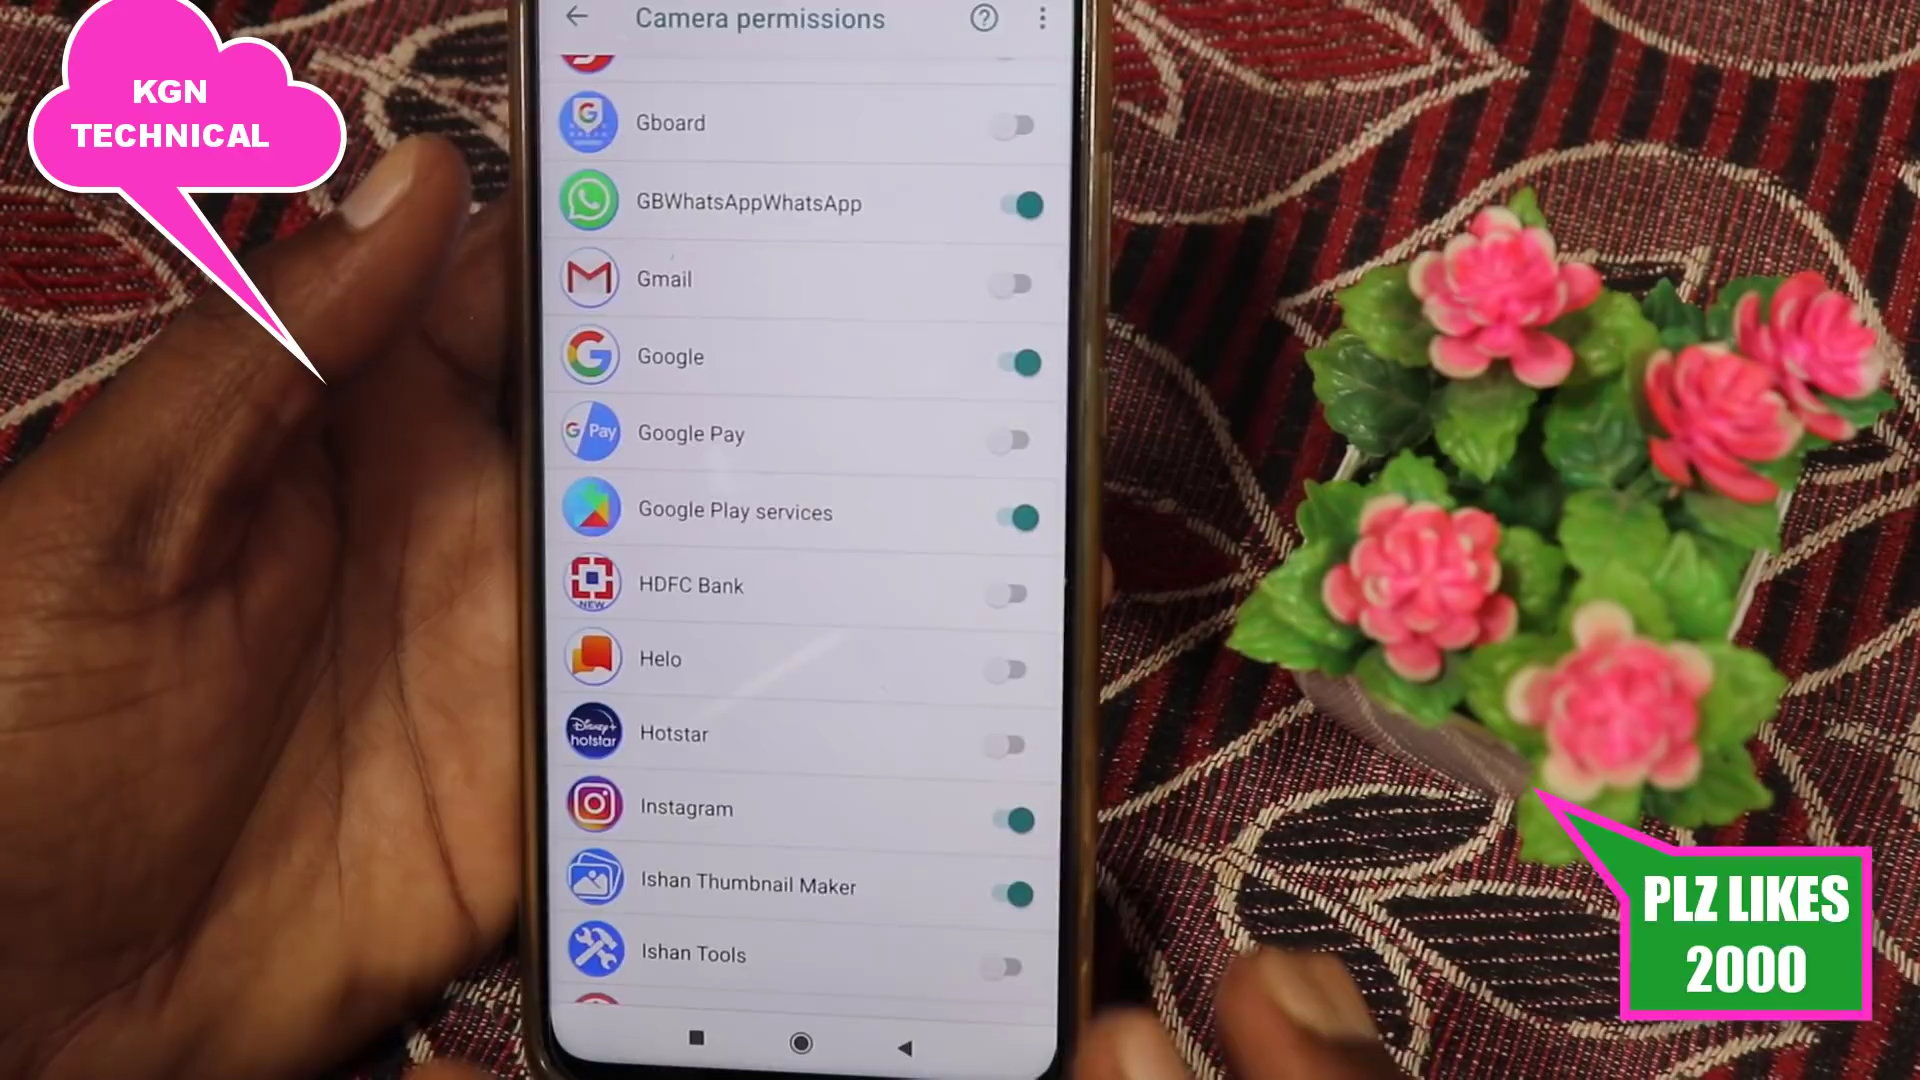 KGN
TECHNICAL
Camera permissions
Gboard
GBWhatsAppWhatsApp
Gmail
Google
G Pay
Google Pay
Google Play services
HDFC Bank
NEW
Helo
Disney+
hotstar
Hotstar
Instagram
Ishan Thumbnail Maker
Ishan Tools
PLZ LIKES
2000